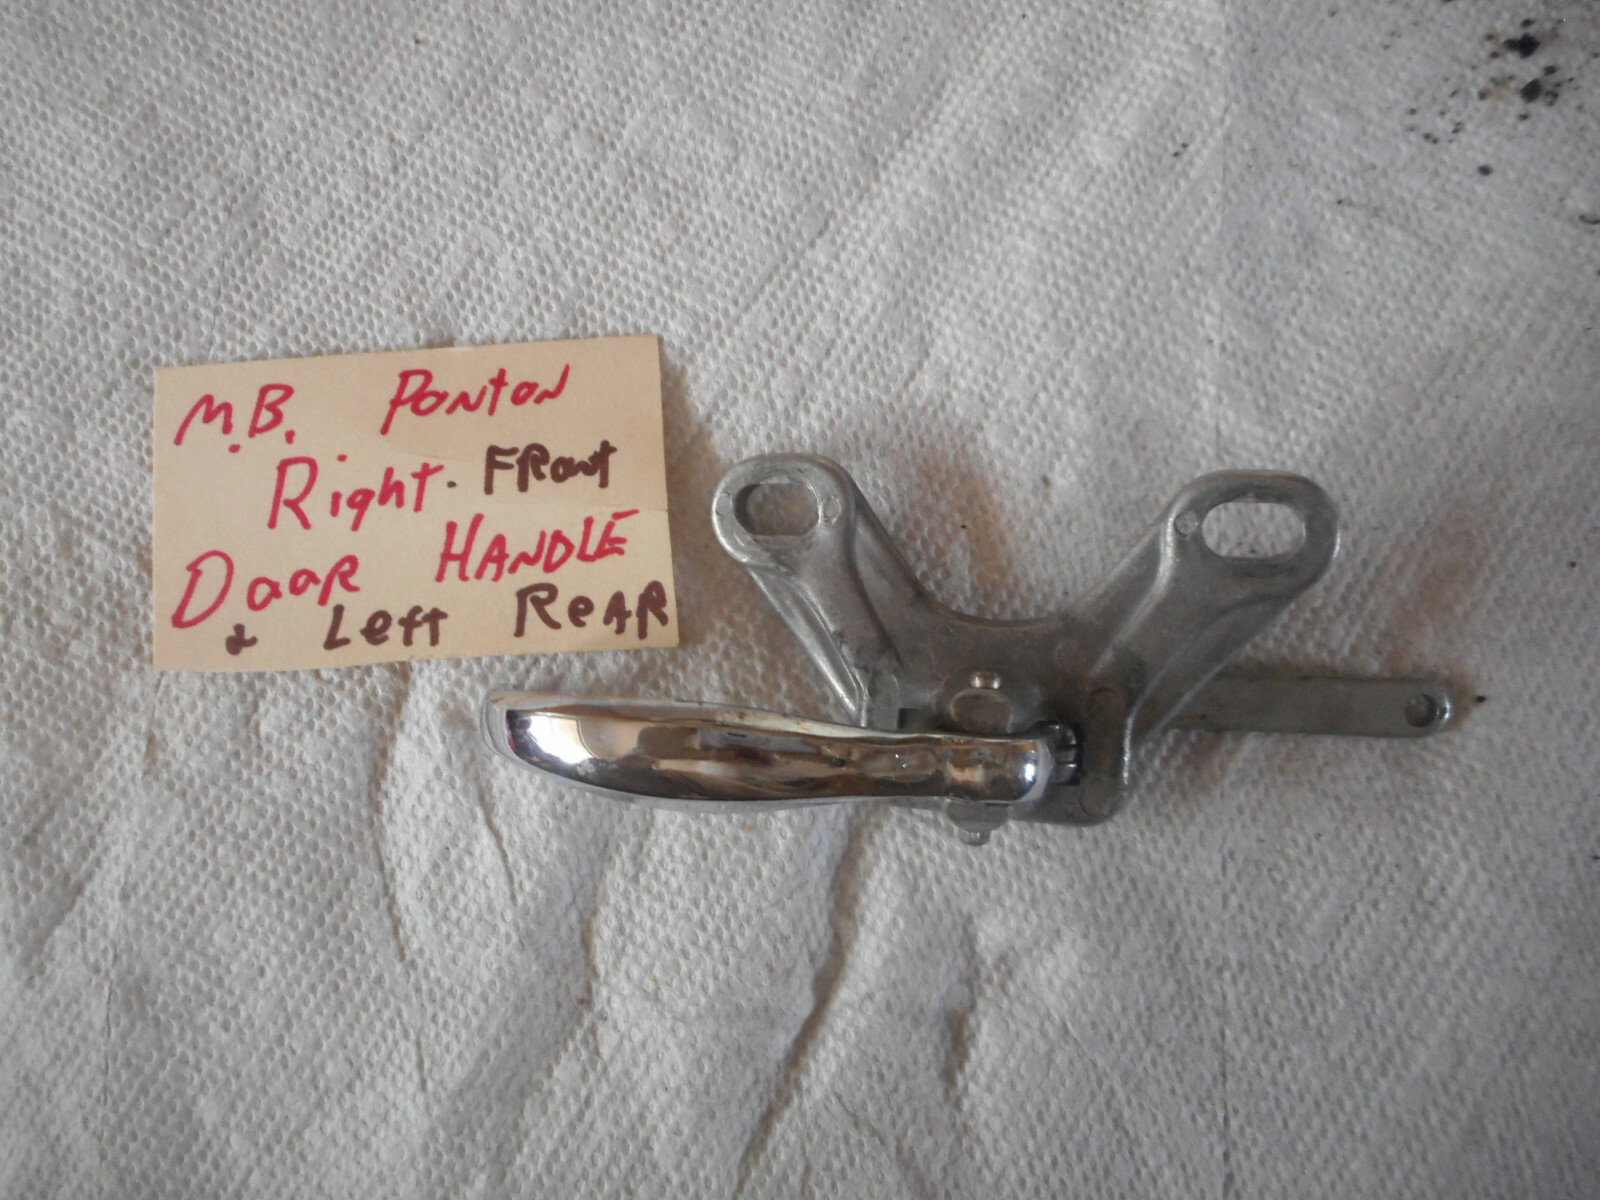 M.B. Ponton
Right. Front
Door HANDLE
& Left ReAR